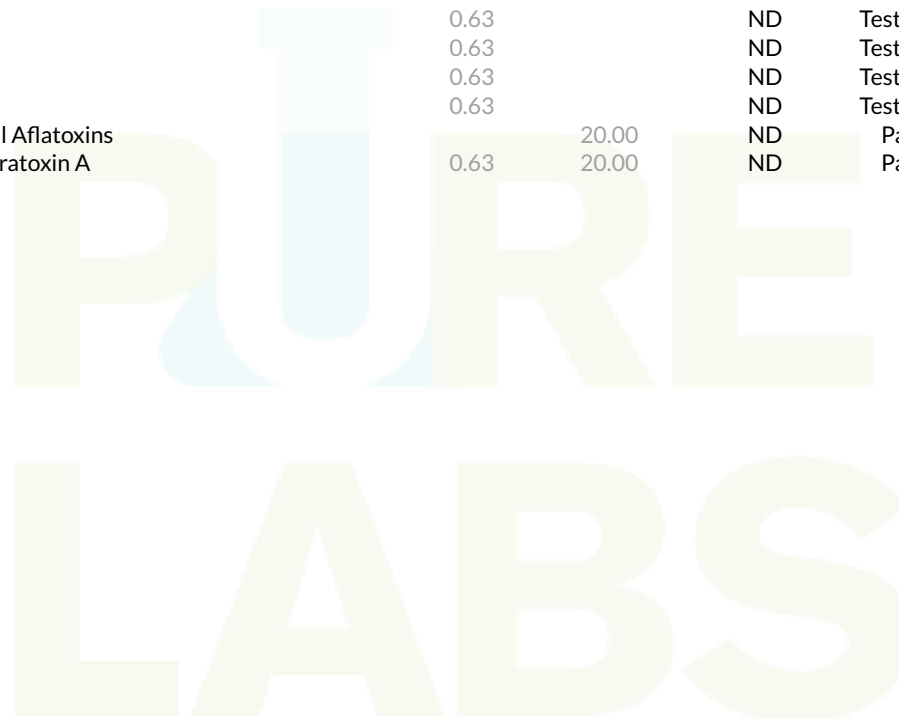 0.63 ND Test
0.63 ND Test
0.63 ND Test
0.63 ND Test
l Aflatoxins 20.00 ND Pa
ratoxin A 0.63 20.00 ND Pa
PURE
LABS